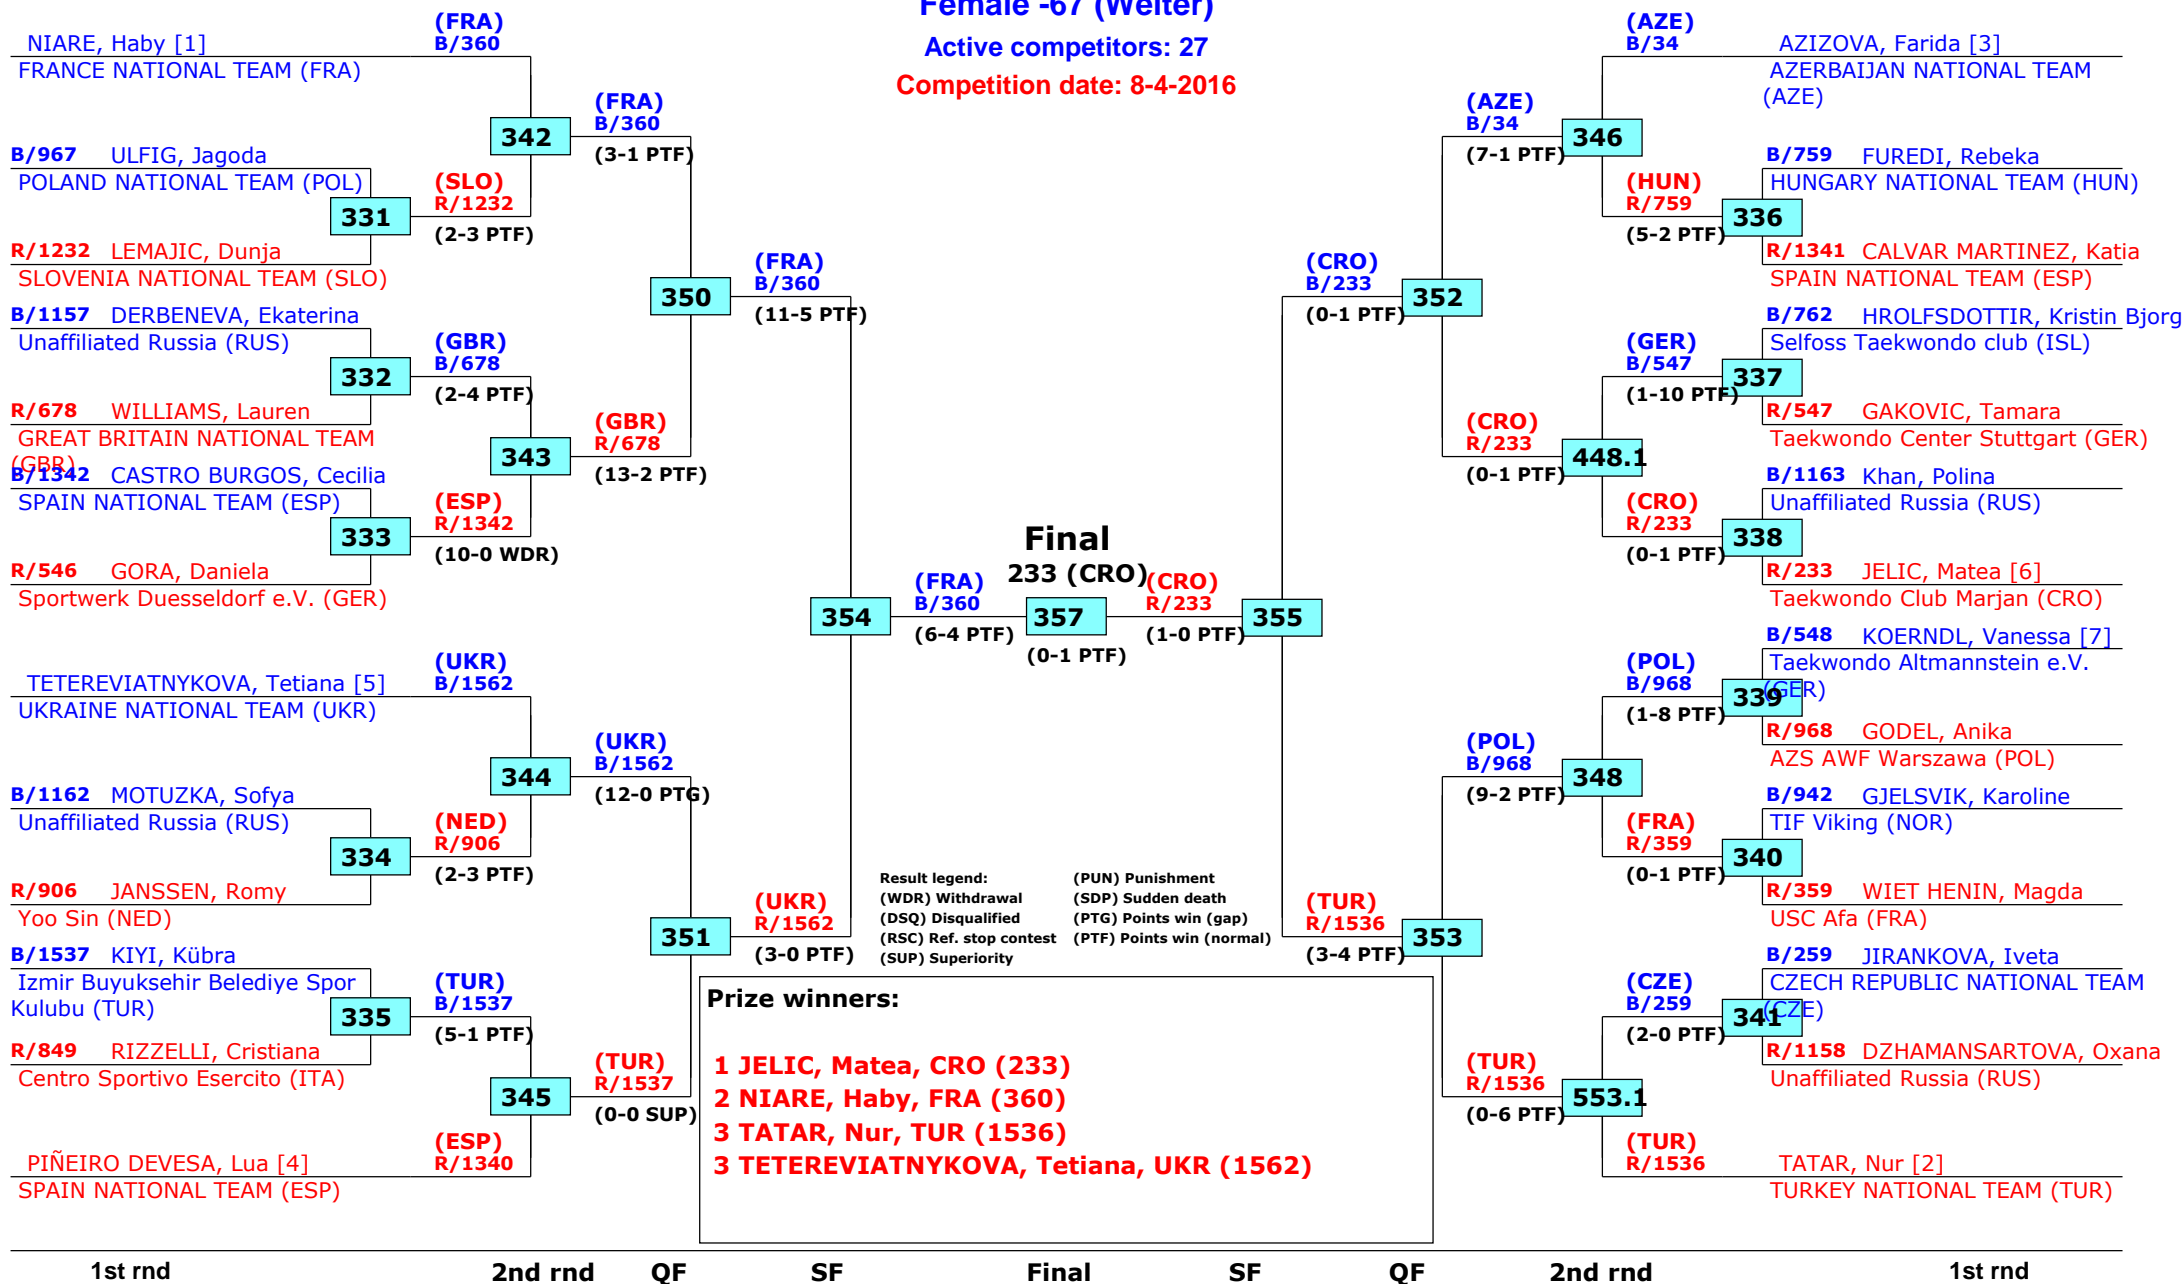 Female -67 (Welter)
Active competitors: 27
Competition date: 8-4-2016
NIARE, Haby [1]
FRANCE NATIONAL TEAM (FRA)
(FRA)
B/360
342
(FRA)
B/360
(3-1 PTF)
B/967 ULFIG, Jagoda
POLAND NATIONAL TEAM (POL)
331
(SLO)
R/1232
(2-3 PTF)
R/1232 LEMAJIC, Dunja
SLOVENIA NATIONAL TEAM (SLO)
350
(FRA)
B/360
(11-5 PTF)
B/1157 DERBENEVA, Ekaterina
Unaffiliated Russia (RUS)
332
(GBR)
B/678
(2-4 PTF)
R/678 WILLIAMS, Lauren
GREAT BRITAIN NATIONAL TEAM
(GBR)
343
(GBR)
R/678
(13-2 PTF)
B/1342 CASTRO BURGOS, Cecilia
SPAIN NATIONAL TEAM (ESP)
333
(ESP)
R/1342
(10-0 WDR)
R/546 GORA, Daniela
Sportwerk Duesseldorf e.V. (GER)
354
(FRA)
B/360
(6-4 PTF)
TETEREVIATNYKOVA, Tetiana [5]
UKRAINE NATIONAL TEAM (UKR)
(UKR)
B/1562
344
(UKR)
B/1562
(12-0 PTG)
B/1162 MOTUZKA, Sofya
Unaffiliated Russia (RUS)
334
(NED)
R/906
(2-3 PTF)
R/906 JANSSEN, Romy
Yoo Sin (NED)
351
(UKR)
R/1562
(3-0 PTF)
B/1537 KIYI, Kübra
Izmir Buyuksehir Belediye Spor
Kulubu (TUR)
335
(TUR)
B/1537
(5-1 PTF)
R/849 RIZZELLI, Cristiana
Centro Sportivo Esercito (ITA)
345
(TUR)
R/1537
(0-0 SUP)
(ESP)
R/1340
PIÑEIRO DEVESA, Lua [4]
SPAIN NATIONAL TEAM (ESP)
Final
233 (CRO)
357
(0-1 PTF)
(CRO)
R/233
(1-0 PTF)
355
(AZE)
B/34
AZIZOVA, Farida [3]
AZERBAIJAN NATIONAL TEAM
(AZE)
(AZE)
B/34
(7-1 PTF)
346
B/759 FUREDI, Rebeka
HUNGARY NATIONAL TEAM (HUN)
(HUN)
R/759
(5-2 PTF)
336
R/1341 CALVAR MARTINEZ, Katia
SPAIN NATIONAL TEAM (ESP)
(CRO)
B/233
(0-1 PTF)
352
B/762 HROLFSDOTTIR, Kristin Bjorg
Selfoss Taekwondo club (ISL)
(GER)
B/547
(1-10 PTF)
337
R/547 GAKOVIC, Tamara
Taekwondo Center Stuttgart (GER)
(CRO)
R/233
(0-1 PTF)
448.1
B/1163 Khan, Polina
Unaffiliated Russia (RUS)
(CRO)
R/233
(0-1 PTF)
338
R/233 JELIC, Matea [6]
Taekwondo Club Marjan (CRO)
B/548 KOERNDL, Vanessa [7]
Taekwondo Altmannstein e.V.
(GER)
(POL)
B/968
(1-8 PTF)
339
R/968 GODEL, Anika
AZS AWF Warszawa (POL)
(POL)
B/968
(9-2 PTF)
348
B/942 GJELSVIK, Karoline
TIF Viking (NOR)
(FRA)
R/359
(0-1 PTF)
340
R/359 WIET HENIN, Magda
USC Afa (FRA)
(TUR)
R/1536
(3-4 PTF)
353
B/259 JIRANKOVA, Iveta
CZECH REPUBLIC NATIONAL TEAM
(CZE)
(CZE)
B/259
(2-0 PTF)
341
R/1158 DZHAMANSARTOVA, Oxana
Unaffiliated Russia (RUS)
(TUR)
R/1536
(0-6 PTF)
553.1
(TUR)
R/1536
TATAR, Nur [2]
TURKEY NATIONAL TEAM (TUR)
Result legend:
(WDR) Withdrawal
(DSQ) Disqualified
(RSC) Ref. stop contest
(SUP) Superiority
(PUN) Punishment
(SDP) Sudden death
(PTG) Points win (gap)
(PTF) Points win (normal)
Prize winners:
1 JELIC, Matea, CRO (233)
2 NIARE, Haby, FRA (360)
3 TATAR, Nur, TUR (1536)
3 TETEREVIATNYKOVA, Tetiana, UKR (1562)
1st rnd 2nd rnd QF SF Final SF QF 2nd rnd 1st rnd